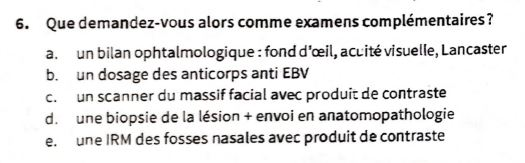 6. Que demandez-vous alors comme examens complémentaires?
a. un bilan ophtalmologique : fond d'œil, acuité visuelle, Lancaster
b. un dosage des anticorps anti EBV
c. un scanner du massif facial avec produit de contraste
d. une biopsie de la lésion + envoi en anatomopathologie
e. une IRM des fosses nasales avec produit de contraste